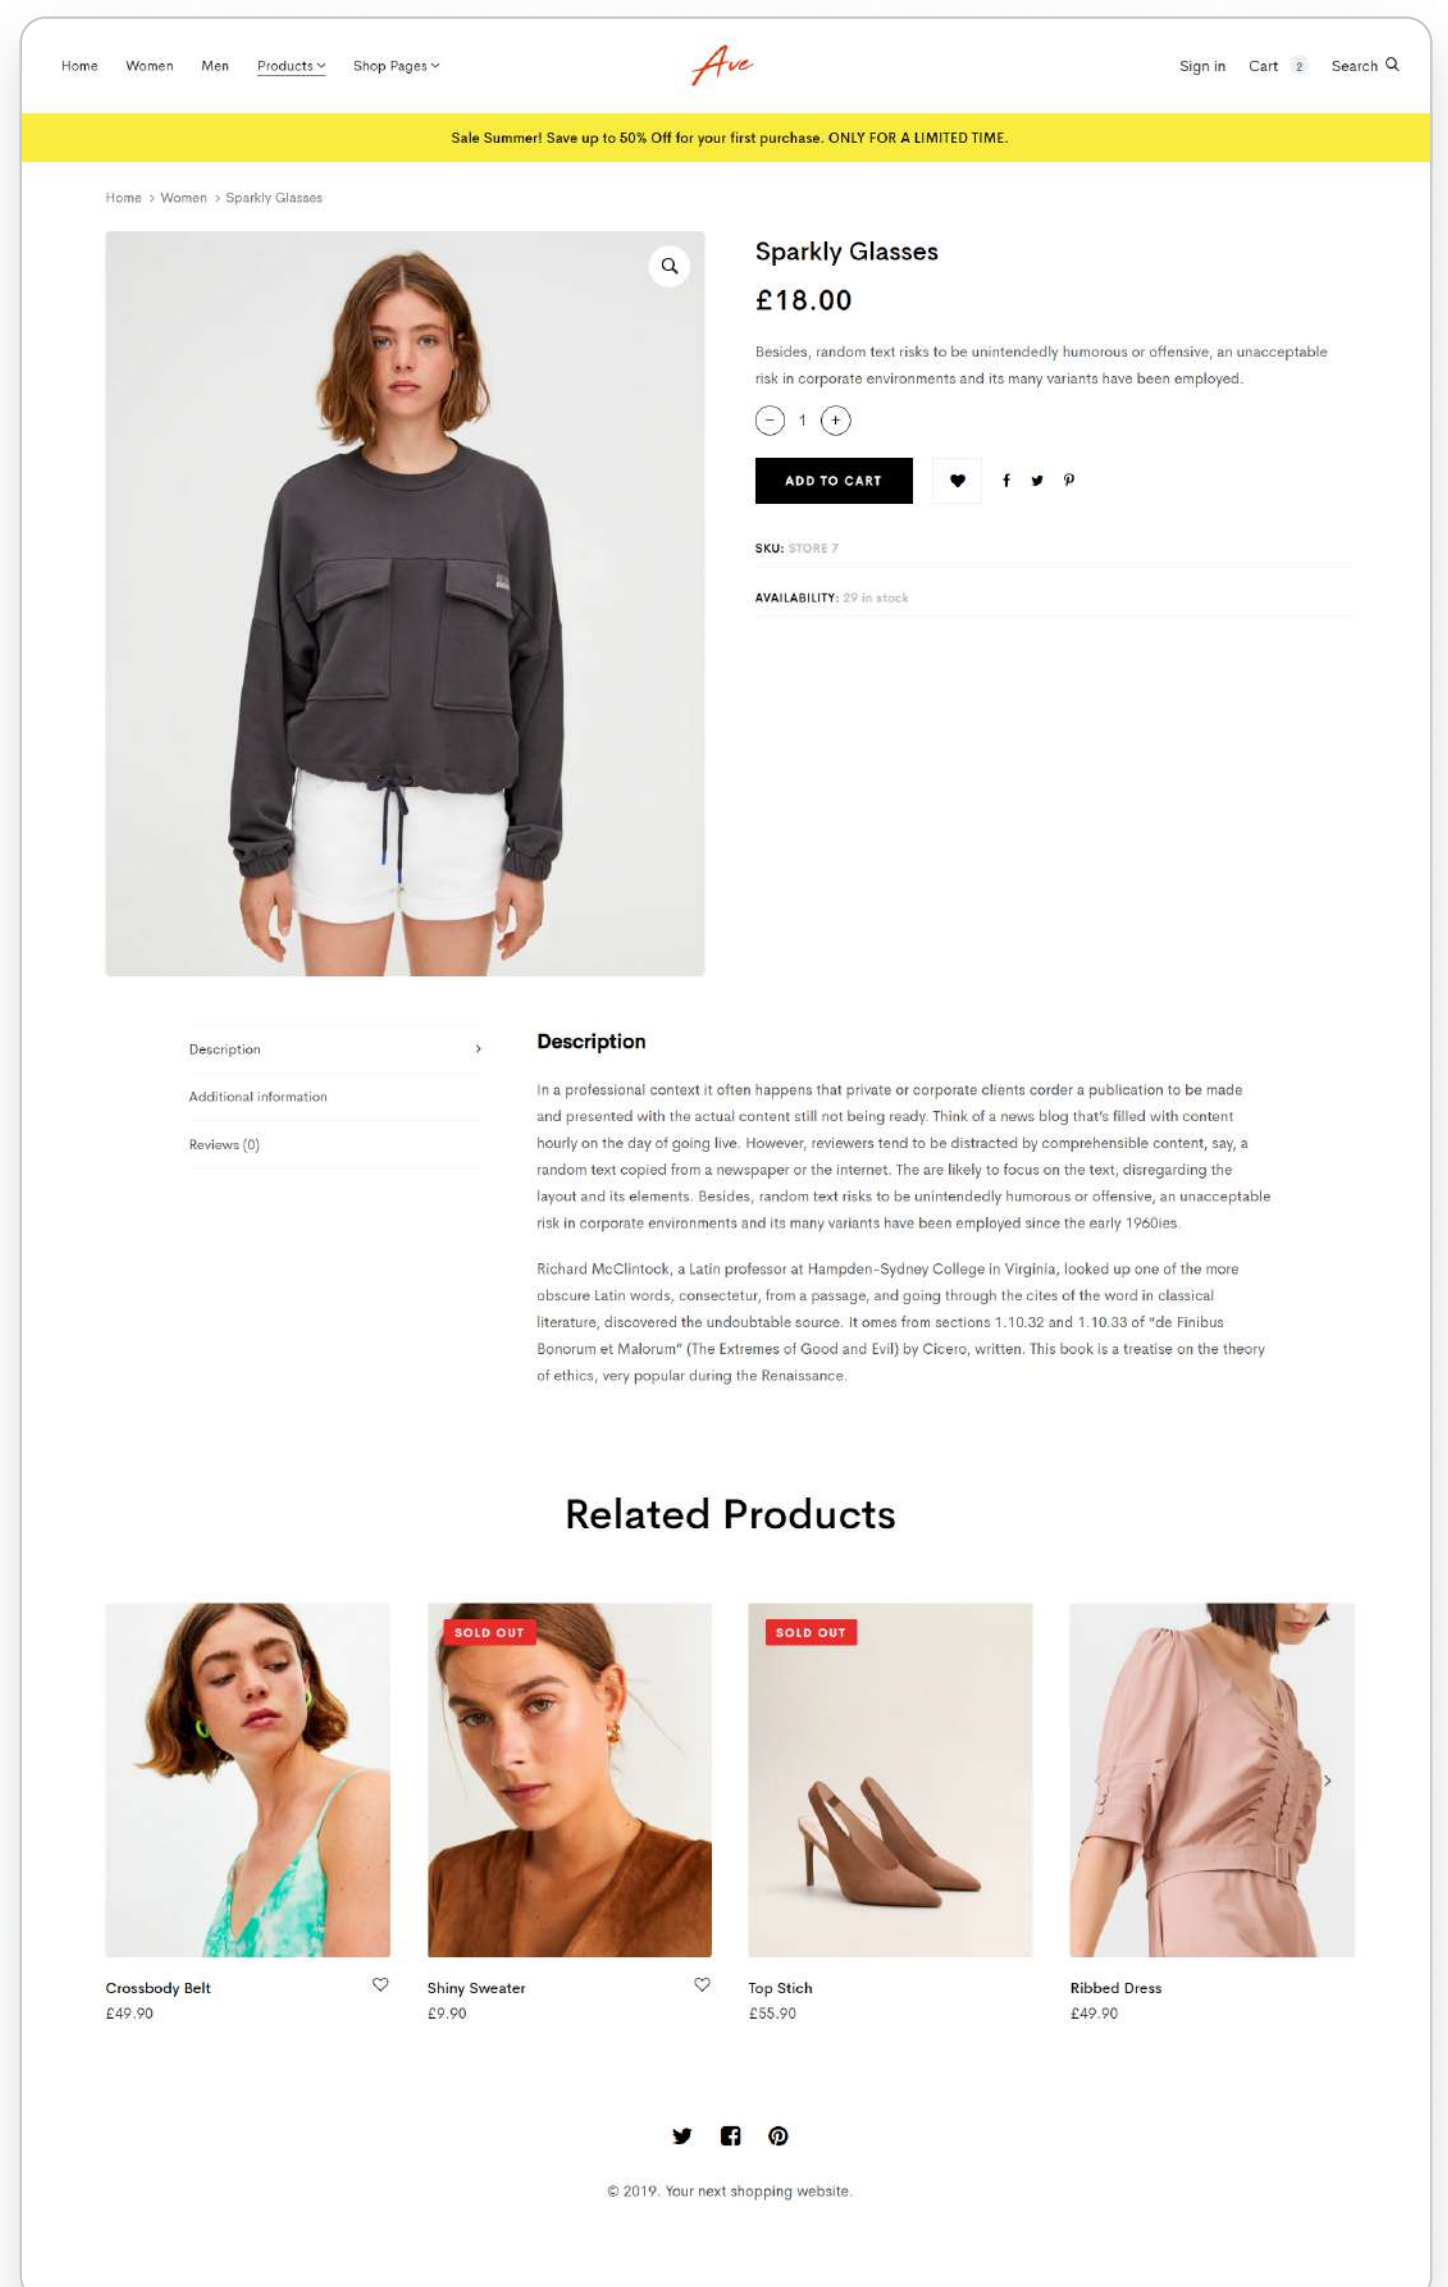 Home Women Men Products Shop Pages
Ave
Sign in Cart 2 Search
Sale Summer! Save up to 50% Off for your first purchase. ONLY FOR A LIMITED TIME.
Home > Women > Sparkly Glasses
Sparkly Glasses
£18.00
Besides, random text risks to be unintendedly humorous or offensive, an unacceptable
risk in corporate environments and its many variants have been employed.
− 1 +
ADD TO CART
SKU: STORE 7
AVAILABILITY: 29 in stock
Description
Additional information
Reviews (0)
Description
In a professional context it often happens that private or corporate clients corder a publication to be made
and presented with the actual content still not being ready. Think of a news blog that's filled with content
hourly on the day of going live. However, reviewers tend to be distracted by comprehensible content, say, a
random text copied from a newspaper or the internet. The are likely to focus on the text, disregarding the
layout and its elements. Besides, random text risks to be unintendedly humorous or offensive, an unacceptable
risk in corporate environments and its many variants have been employed since the early 1960ies.
Richard McClintock, a Latin professor at Hampden-Sydney College in Virginia, looked up one of the more
obscure Latin words, consectetur, from a passage, and going through the cites of the word in classical
literature, discovered the undoubtable source. It omes from sections 1.10.32 and 1.10.33 of "de Finibus
Bonorum et Malorum" (The Extremes of Good and Evil) by Cicero, written. This book is a treatise on the theory
of ethics, very popular during the Renaissance.
Related Products
SOLD OUT
SOLD OUT
Crossbody Belt
£49.90
Shiny Sweater
£9.90
Top Stich
£55.90
Ribbed Dress
£49.90
© 2019. Your next shopping website.